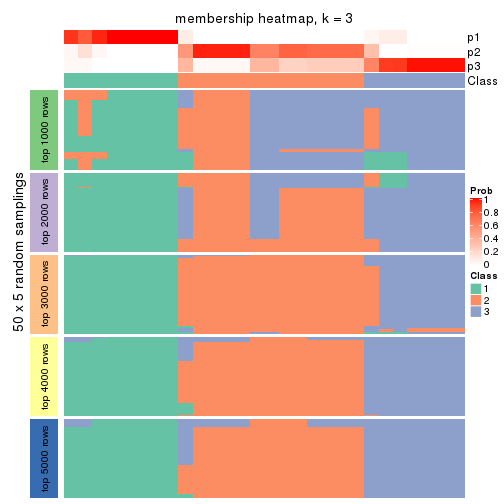 membership heatmap, k = 3
p1
p2
p3
Class
50 x 5 random samplings
top 1000 rows
top 2000 rows
top 3000 rows
top 4000 rows
top 5000 rows
Prob
1
0.8
0.6
0.4
0.2
0
Class
1
2
3